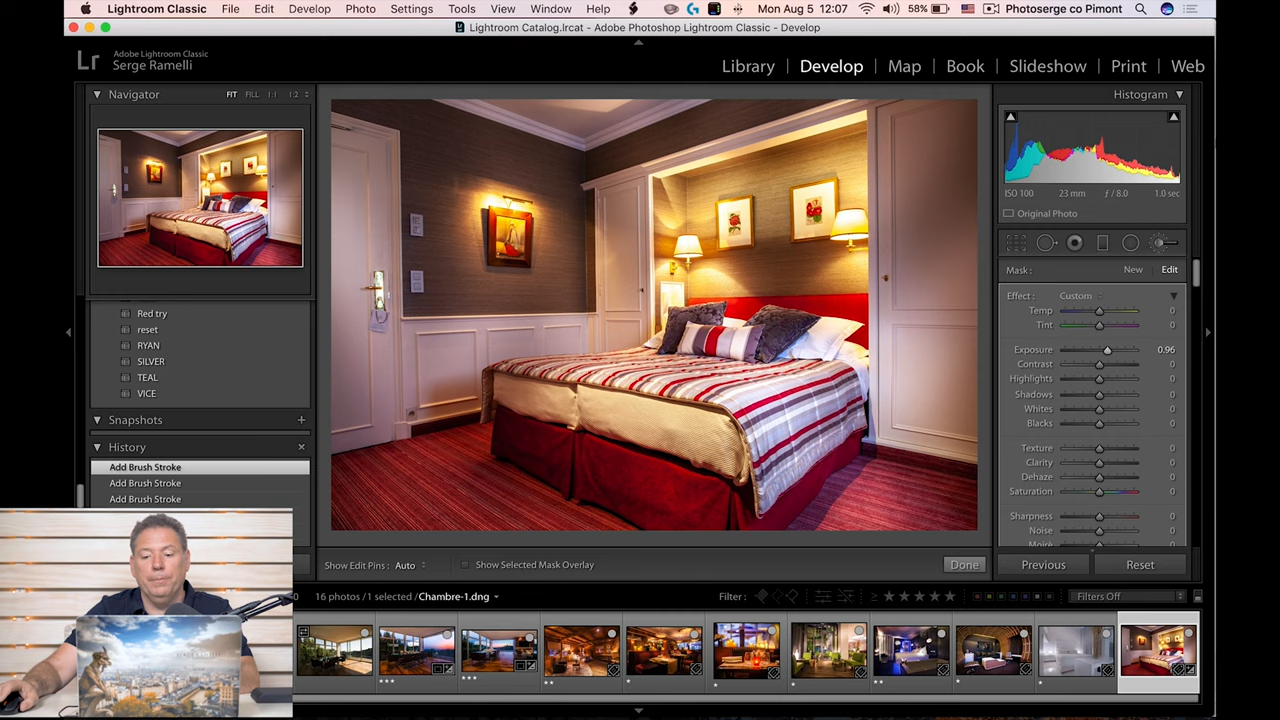 Lightroom Classic File Edit Develop Photo Settings Tools View Window Help Mon Aug 5 12:07 58% Photoserge co Pimont
Lightroom Catalog.lrcat - Adobe Photoshop Lightroom Classic - Develop
Lr
Adobe Lightroom Classic
Serge Ramelli
Library | Develop | Map | Book | Slideshow | Print | Web
Navigator FIT FILL 1:1 1:2
Histogram
ISO 100 23 mm ƒ / 8.0 1.0 sec
Original Photo
Mask : New Edit
Effect : Custom
Temp 0
Tint 0
Exposure 0.96
Contrast 0
Highlights 0
Shadows 0
Whites 0
Blacks 0
Texture 0
Clarity 0
Dehaze 0
Saturation 0
Sharpness 0
Noise 0
Moiré 0
Red try
reset
RYAN
SILVER
TEAL
VICE
Snapshots +
History ×
Add Brush Stroke
Add Brush Stroke
Add Brush Stroke
Show Edit Pins : Auto Show Selected Mask Overlay Done
Previous Reset
16 photos / 1 selected / Chambre-1.dng
Filter : ≥ ★★★★★ Filters Off